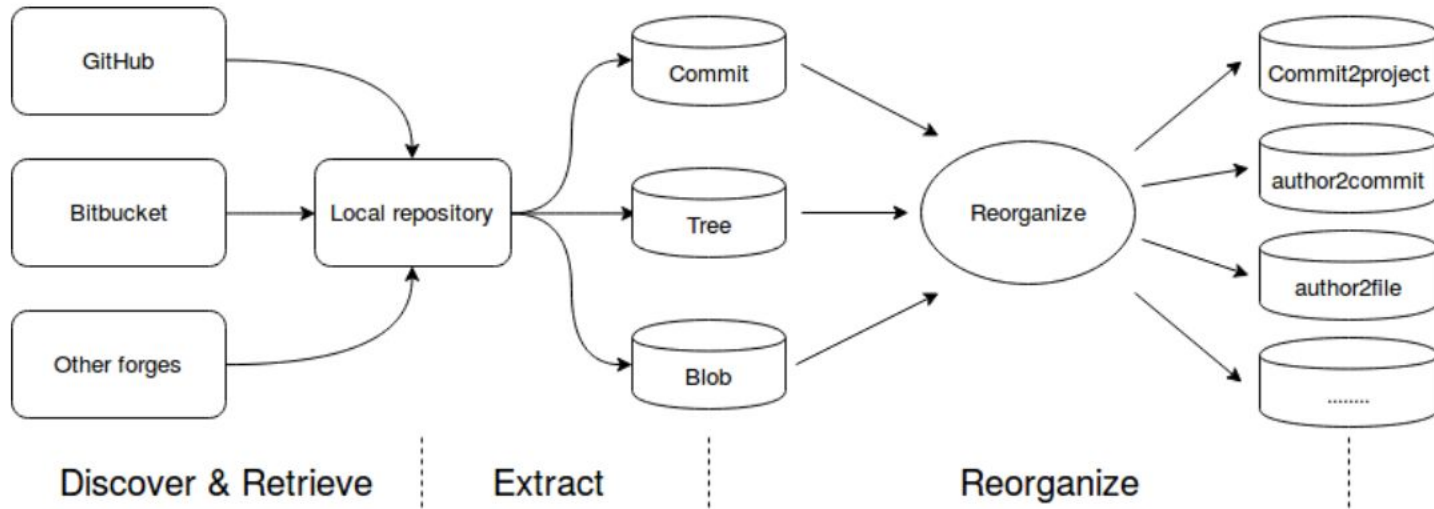 GitHub
Bitbucket
Other forges
Local repository
Commit
Tree
Blob
Reorganize
Commit2project
author2commit
author2file
........
Discover & Retrieve
Extract
Reorganize